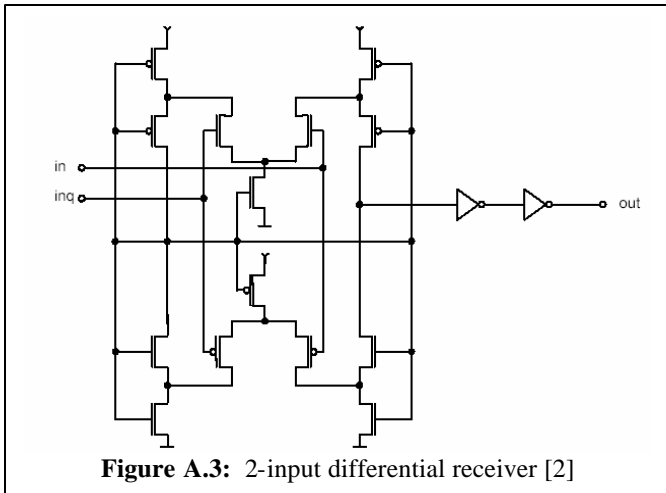 in
inq
out
Figure A.3: 2-input differential receiver [2]